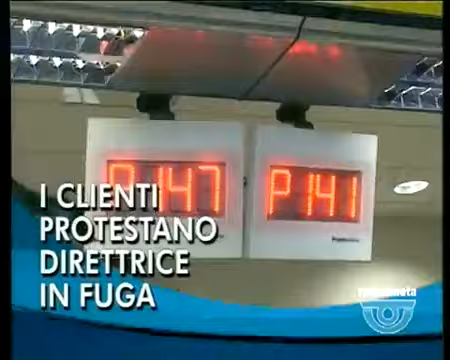 P147
P141
I CLIENTI
PROTESTANO
DIRETTRICE
IN FUGA